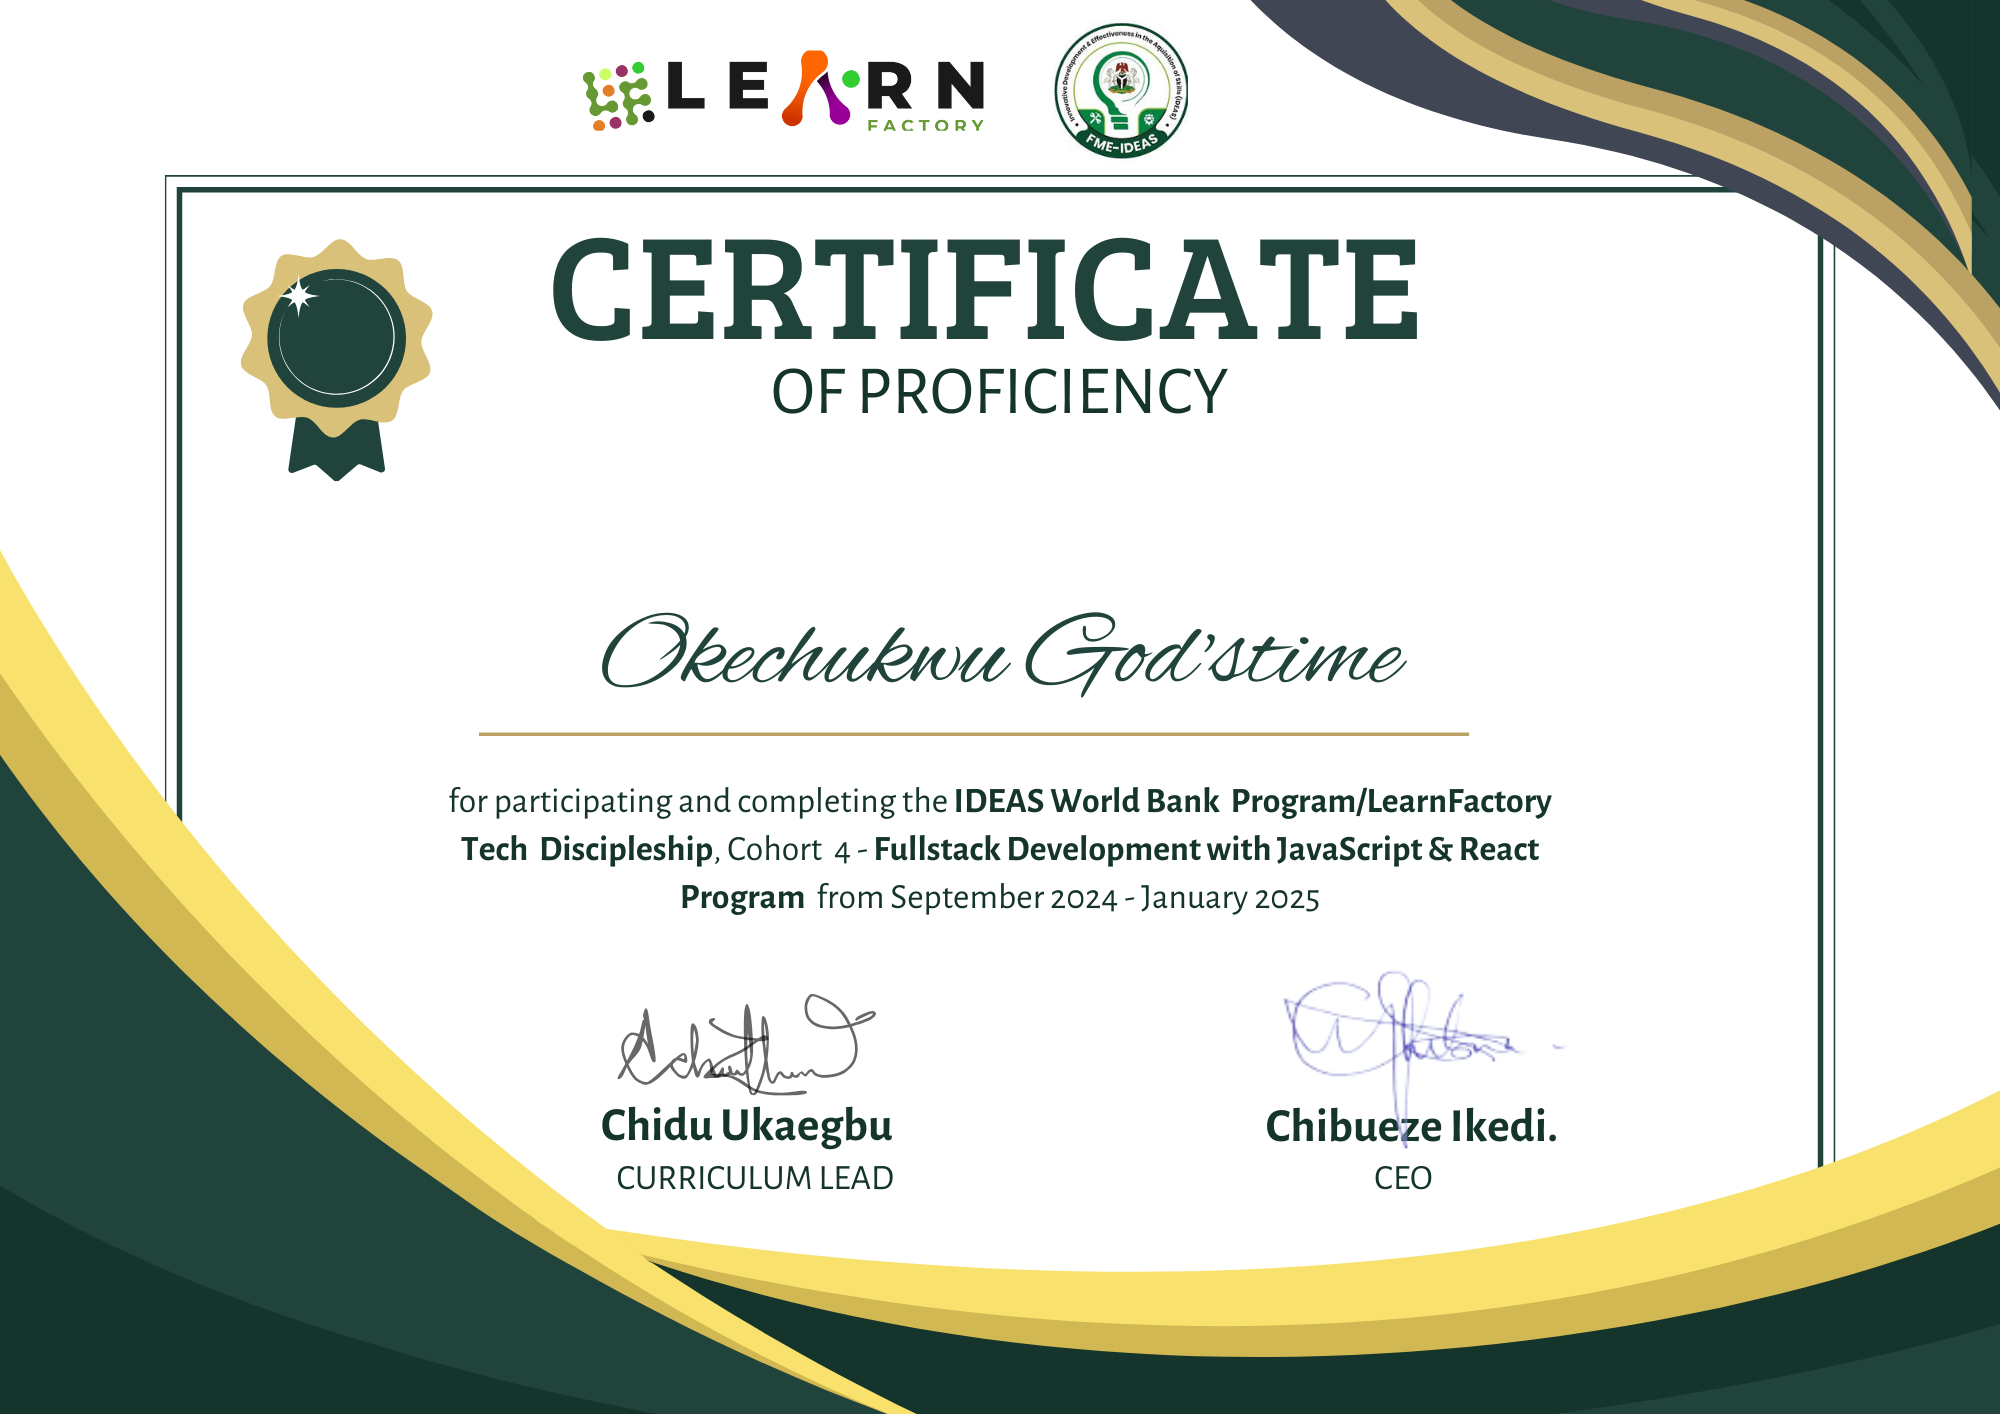 LEARN
FACTORY
Innovative Development & Effectiveness in the Aquisition of Skills (IDEAS)
FME-IDEAS
CERTIFICATE
OF PROFICIENCY
Okechukwu God'stime
for participating and completing the IDEAS World Bank Program/LearnFactory
Tech Discipleship, Cohort 4 - Fullstack Development with JavaScript & React
Program from September 2024 - January 2025
Chidu Ukaegbu
CURRICULUM LEAD
Chibueze Ikedi.
CEO